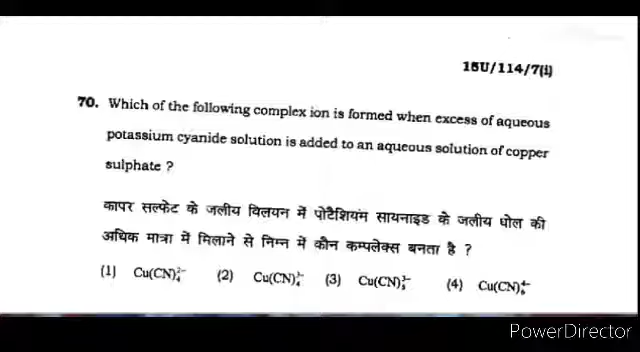 15U/114/7(i)
70. Which of the following complex ion is formed when excess of aqueous
potassium cyanide solution is added to an aqueous solution of copper
sulphate ?
कापर सल्फेट के जलीय विलयन में पोटैशियम सायनाइड के जलीय घोल की
अधिक मात्रा में मिलाने से निम्न में कौन कम्पलेक्स बनता है ?
(1) Cu(CN)₄²⁻ (2) Cu(CN)₄³⁻ (3) Cu(CN)₅³⁻ (4) Cu(CN)₆⁴⁻
PowerDirector